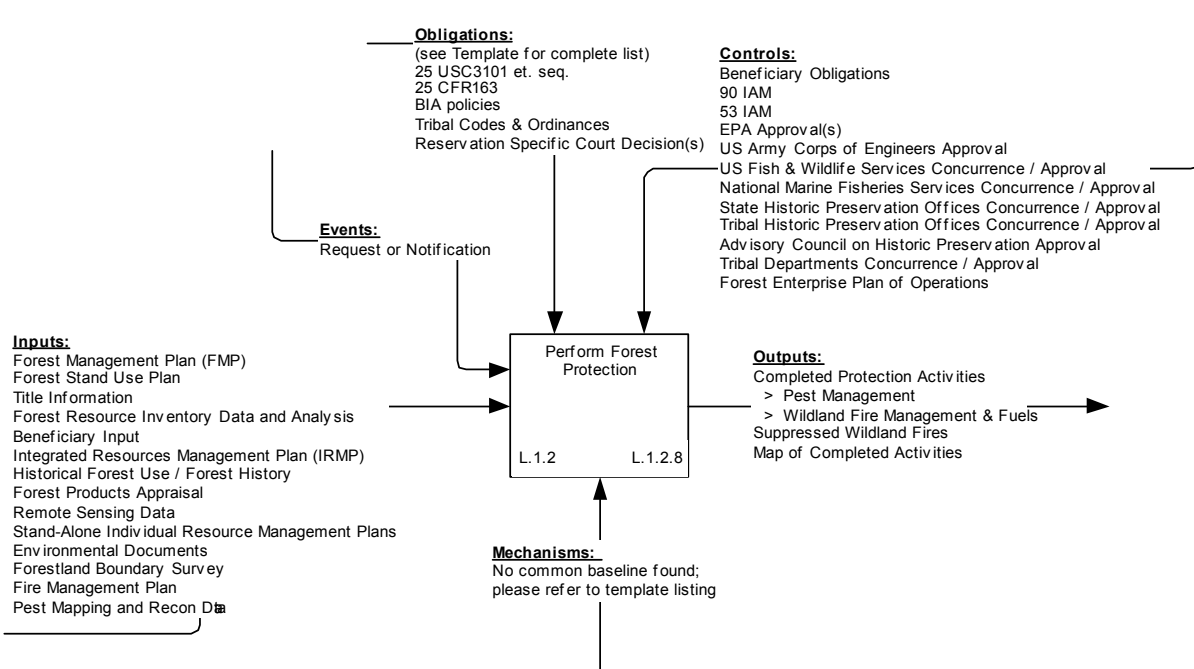 Obligations:
(see Template for complete list)
25 USC3101 et. seq.
25 CFR163
BIA policies
Tribal Codes & Ordinances
Reservation Specific Court Decision(s)
Controls:
Beneficiary Obligations
90 IAM
53 IAM
EPA Approval(s)
US Army Corps of Engineers Approval
US Fish & Wildlife Services Concurrence / Approval
National Marine Fisheries Services Concurrence / Approval
State Historic Preservation Offices Concurrence / Approval
Tribal Historic Preservation Offices Concurrence / Approval
Advisory Council on Historic Preservation Approval
Tribal Departments Concurrence / Approval
Forest Enterprise Plan of Operations
Events:
Request or Notification
Inputs:
Forest Management Plan (FMP)
Forest Stand Use Plan
Title Information
Forest Resource Inventory Data and Analysis
Beneficiary Input
Integrated Resources Management Plan (IRMP)
Historical Forest Use / Forest History
Forest Products Appraisal
Remote Sensing Data
Stand-Alone Individual Resource Management Plans
Environmental Documents
Forestland Boundary Survey
Fire Management Plan
Pest Mapping and Recon Data
Perform Forest
Protection
L.1.2 L.1.2.8
Outputs:
Completed Protection Activities
> Pest Management
> Wildland Fire Management & Fuels
Suppressed Wildland Fires
Map of Completed Activities
Mechanisms:
No common baseline found;
please refer to template listing